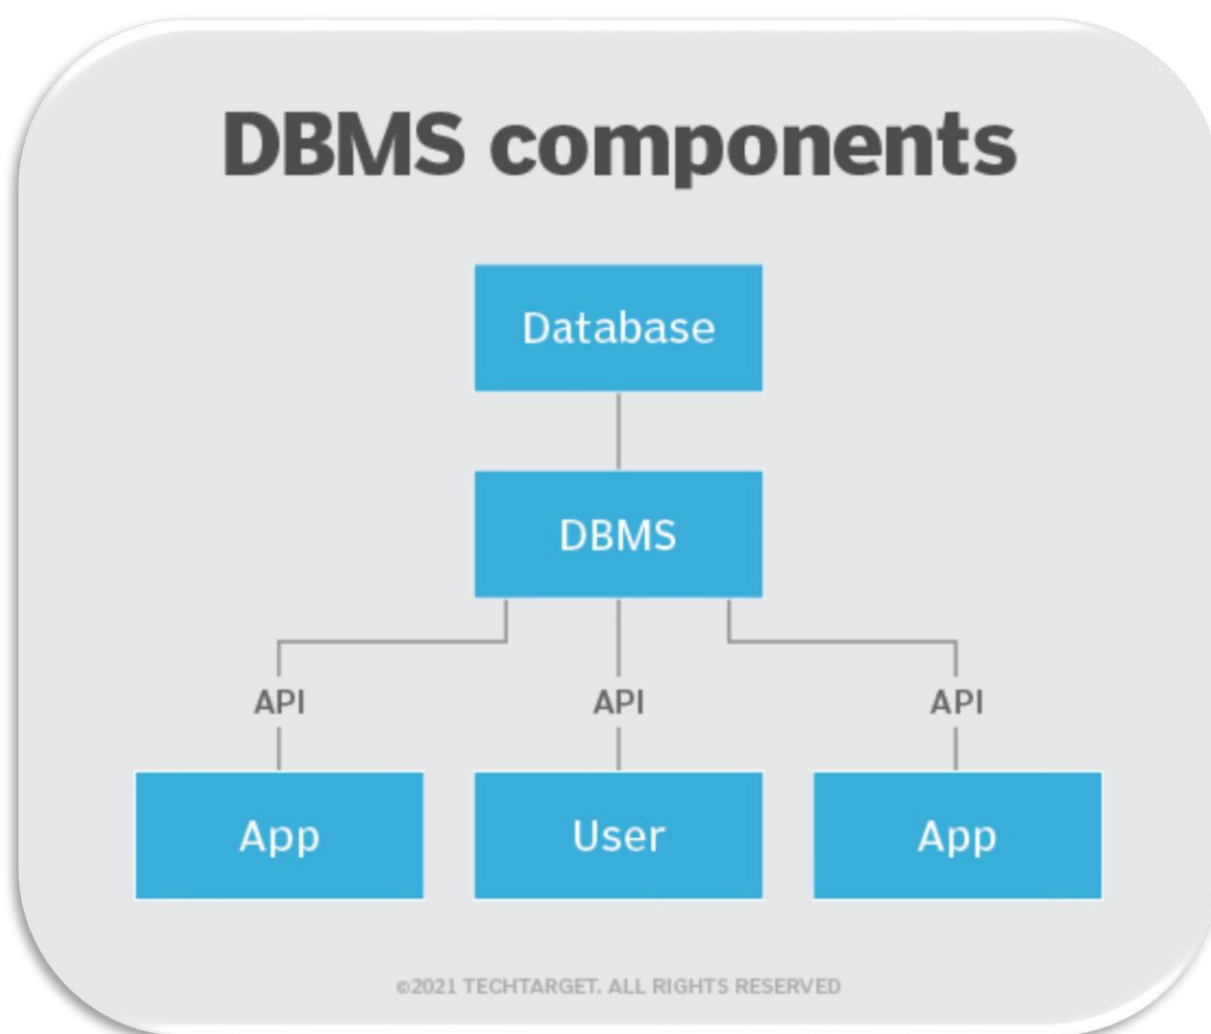 DBMS components
Database
DBMS
API API API
App User App
©2021 TECHTARGET. ALL RIGHTS RESERVED